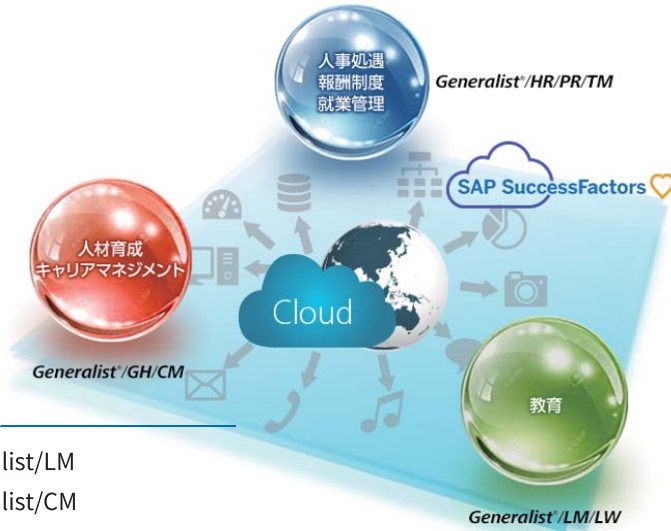 人事処遇
報酬制度
就業管理
Generalist®/HR/PR/TM
SAP SuccessFactors
人材育成
キャリアマネジメント
Cloud
Generalist®/GH/CM
教育
list/LM
list/CM
Generalist®/LM/LW